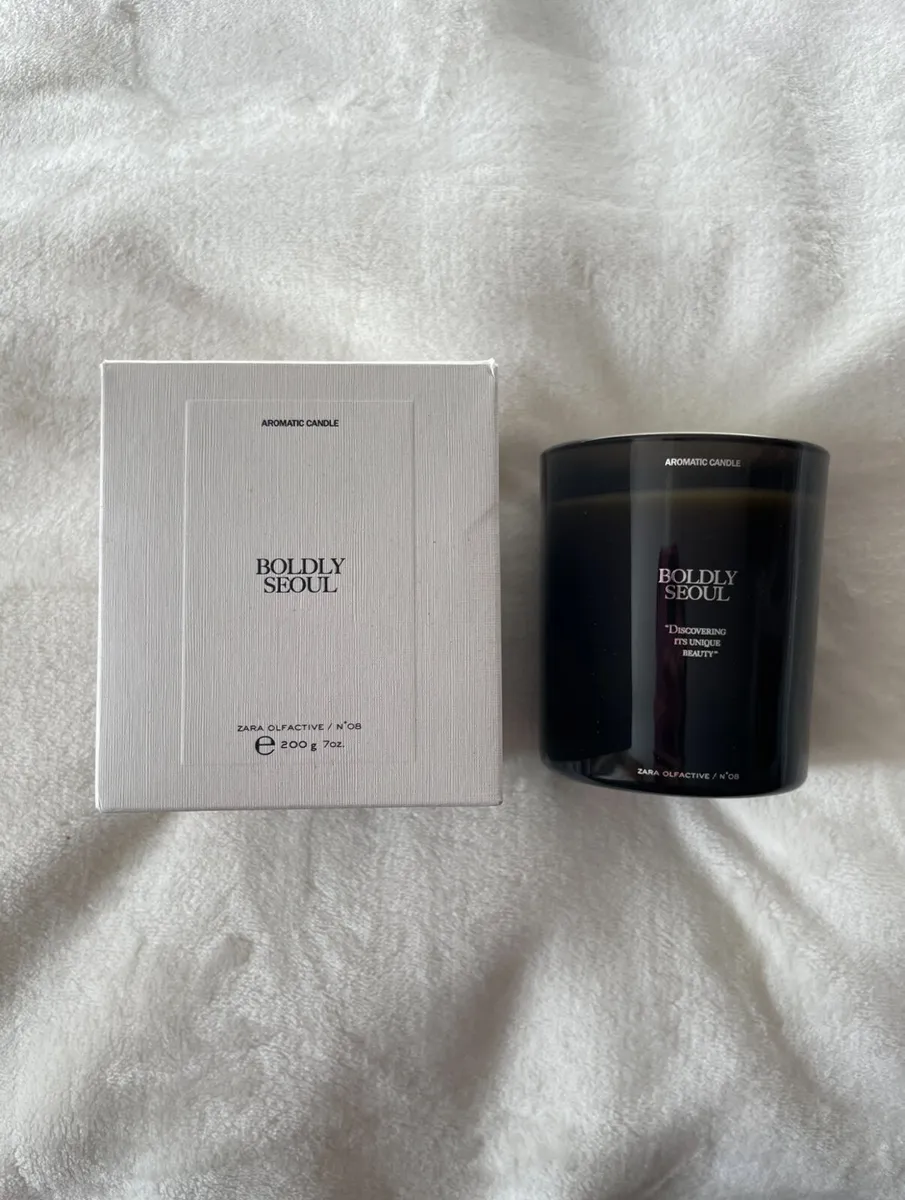 AROMATIC CANDLE
BOLDLY
SEOUL
ZARA OLFACTIVE / N°08
e 200 g 7oz.
AROMATIC CANDLE
BOLDLY
SEOUL
"DISCOVERING
ITS UNIQUE
BEAUTY"
ZARA OLFACTIVE / N°08